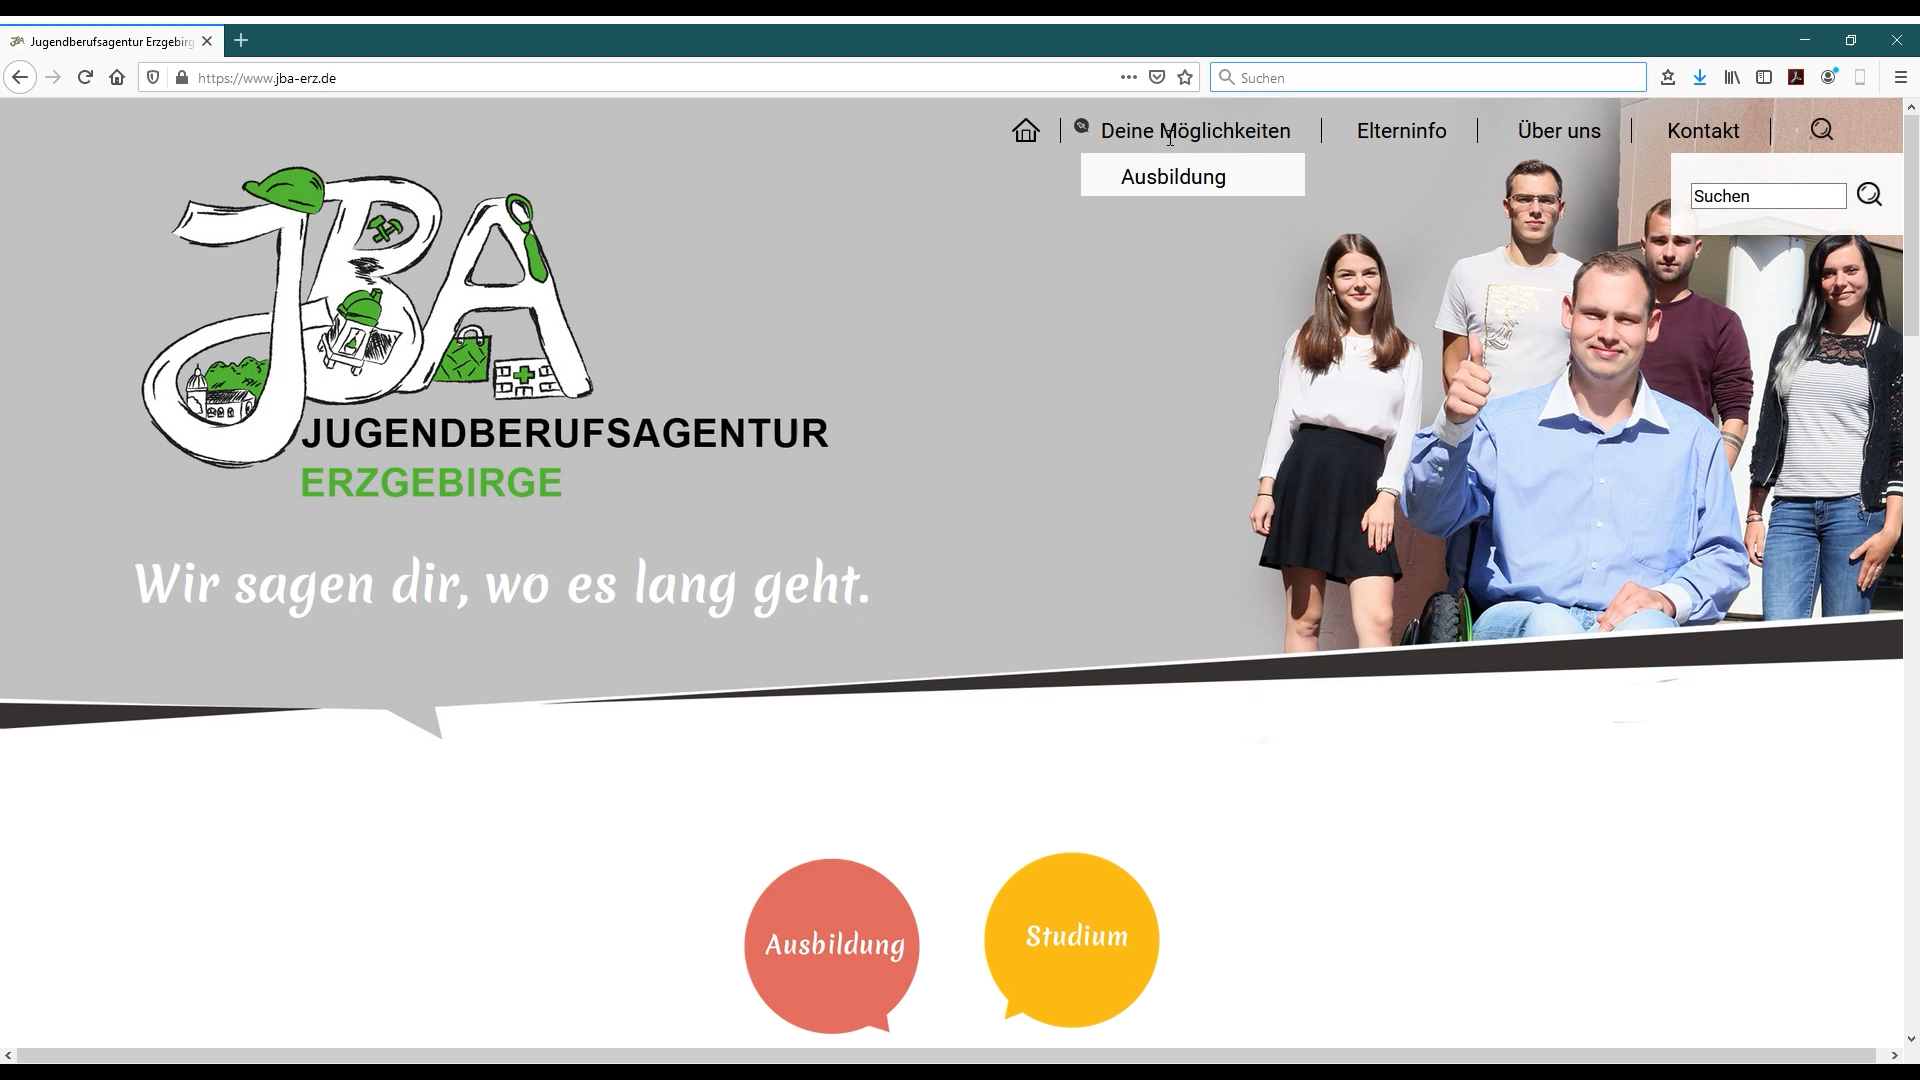 Jugendberufsagentur Erzgebirg
https://www.jba-erz.de
Suchen
Deine Möglichkeiten
Elterninfo
Über uns
Kontakt
Ausbildung
Suchen
JBA
JUGENDBERUFSAGENTUR
ERZGEBIRGE
Wir sagen dir, wo es lang geht.
Ausbildung
Studium